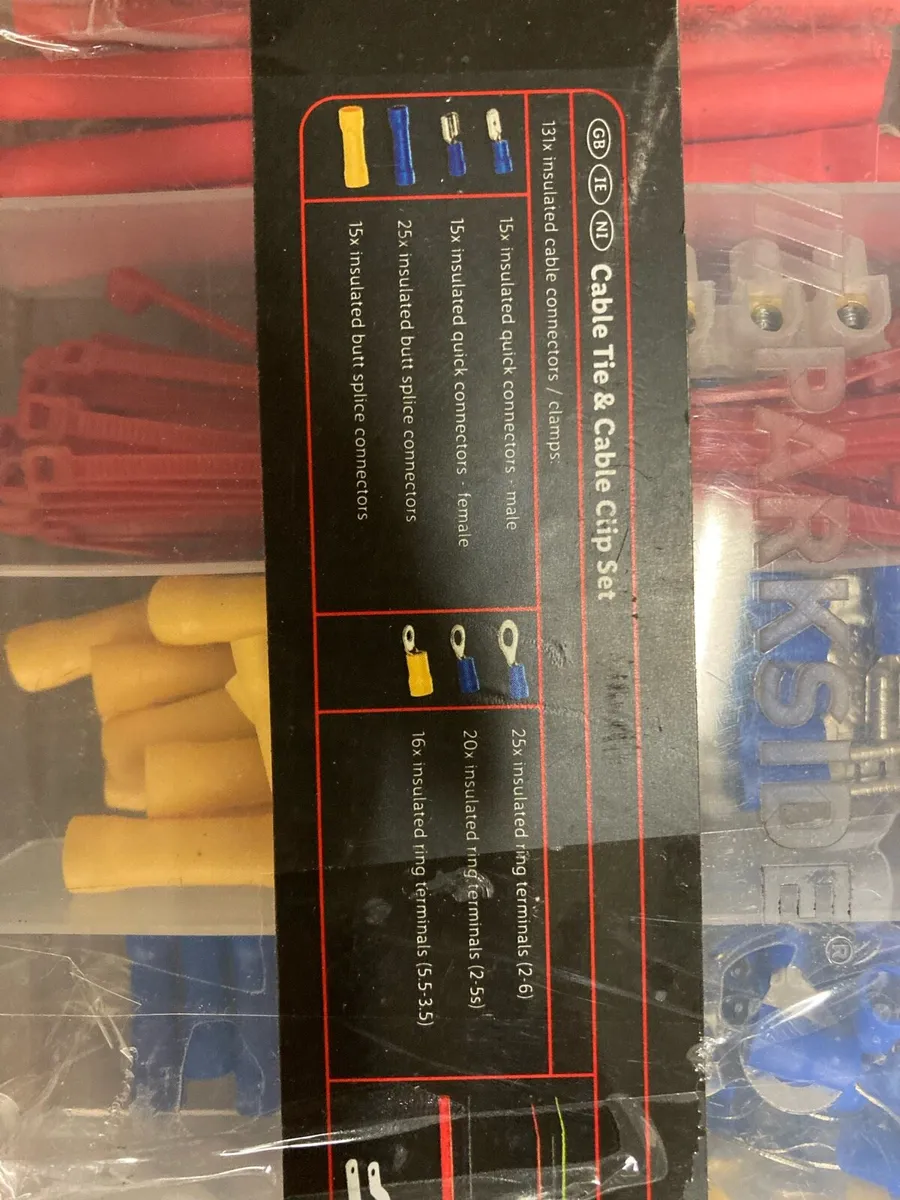 GB IE NI Cable Tie & Cable Clip Set
131x insulated cable connectors / clamps:
15x insulated quick connectors - male
15x insulated quick connectors - female
25x insulated butt splice connectors
15x insulated butt splice connectors
25x insulated ring terminals (2-6)
20x insulated ring terminals (2-5s)
16x insulated ring terminals (5.5-3.5)
PARKSIDE®